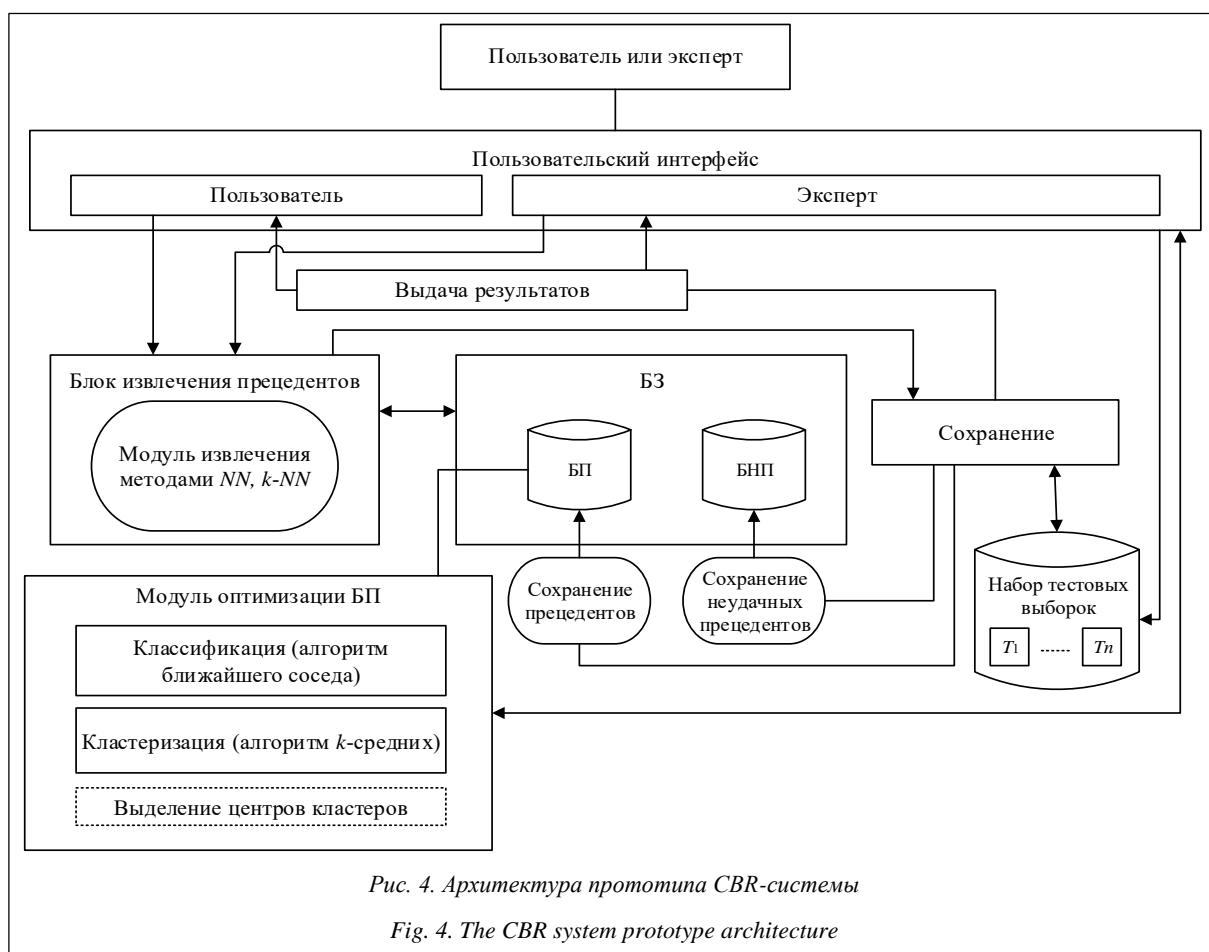 Пользователь или эксперт
Пользовательский интерфейс
Пользователь
Эксперт
Выдача результатов
Блок извлечения прецедентов
Модуль извлечения
методами NN, k-NN
БЗ
БП
БНП
Сохранение
Сохранение
прецедентов
Сохранение
неудачных
прецедентов
Набор тестовых
выборок
T1 ...... Tn
Модуль оптимизации БП
Классификация (алгоритм
ближайшего соседа)
Кластеризация (алгоритм k-средних)
Выделение центров кластеров
Рис. 4. Архитектура прототипа CBR-системы
Fig. 4. The CBR system prototype architecture